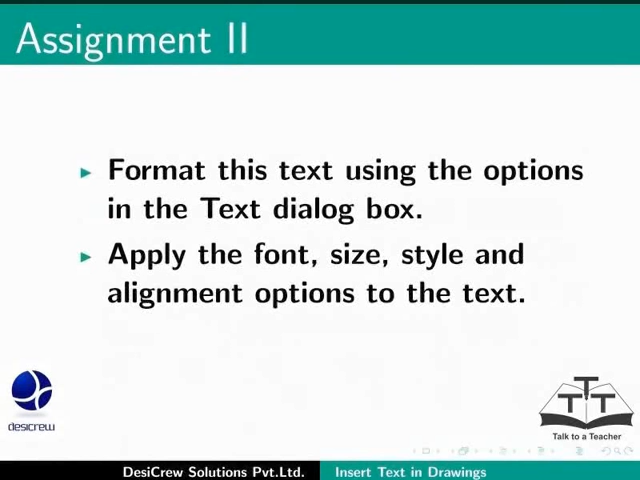 Assignment II
Format this text using the options
in the Text dialog box.
Apply the font, size, style and
alignment options to the text.
desicrew
TTT
Talk to a Teacher
DesiCrew Solutions Pvt.Ltd.
Insert Text in Drawings